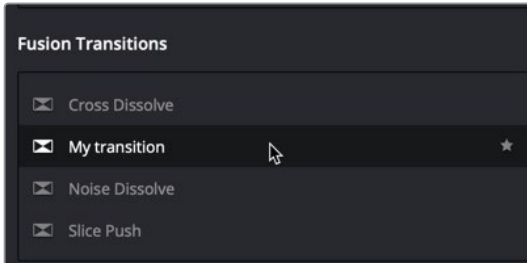 Fusion Transitions
Cross Dissolve
My transition
Noise Dissolve
Slice Push